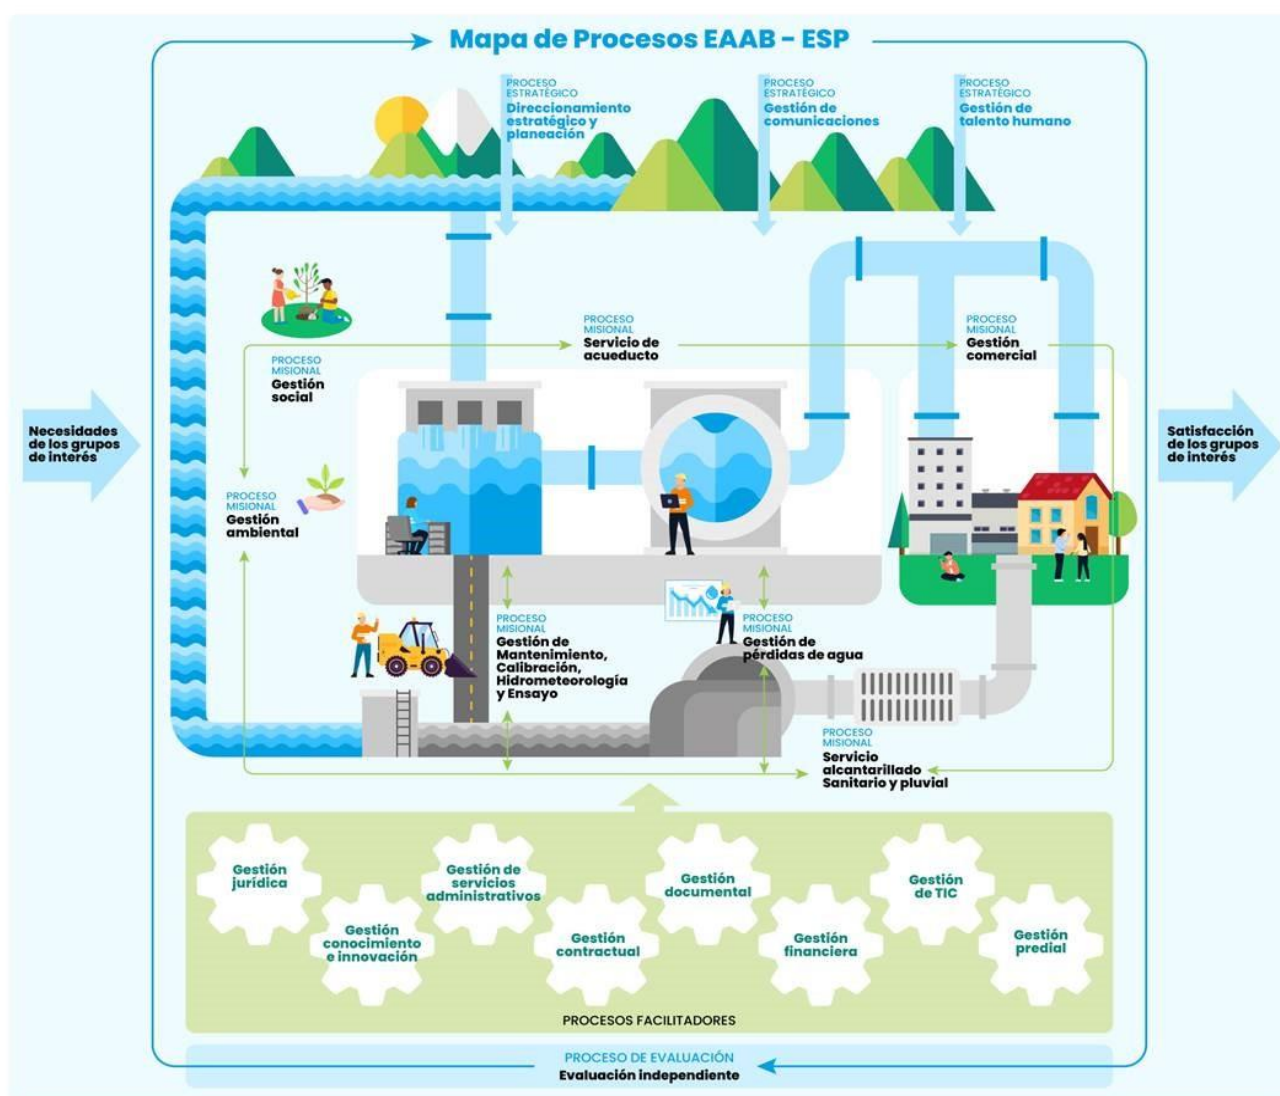 Mapa de Procesos EAAB - ESP
PROCESO
ESTRATÉGICO
Direccionamiento
estratégico y
planeación
PROCESO
ESTRATÉGICO
Gestión de
comunicaciones
PROCESO
ESTRATÉGICO
Gestión de
talento humano
PROCESO
MISIONAL
Servicio de
acueducto
PROCESO
MISIONAL
Gestión
comercial
PROCESO
MISIONAL
Gestión
social
Necesidades
de los grupos
de interés
Satisfacción
de los grupos
de interés
PROCESO
MISIONAL
Gestión
ambiental
PROCESO
MISIONAL
Gestión de
Mantenimiento,
Calibración,
Hidrometeorología
y Ensayo
PROCESO
MISIONAL
Gestión de
pérdidas de agua
PROCESO
MISIONAL
Servicio
alcantarillado
Sanitario y pluvial
Gestión
jurídica
Gestión
conocimiento
e innovación
Gestión de
servicios
administrativos
Gestión
contractual
Gestión
documental
Gestión
financiera
Gestión
de TIC
Gestión
predial
PROCESOS FACILITADORES
PROCESO DE EVALUACIÓN
Evaluación independiente